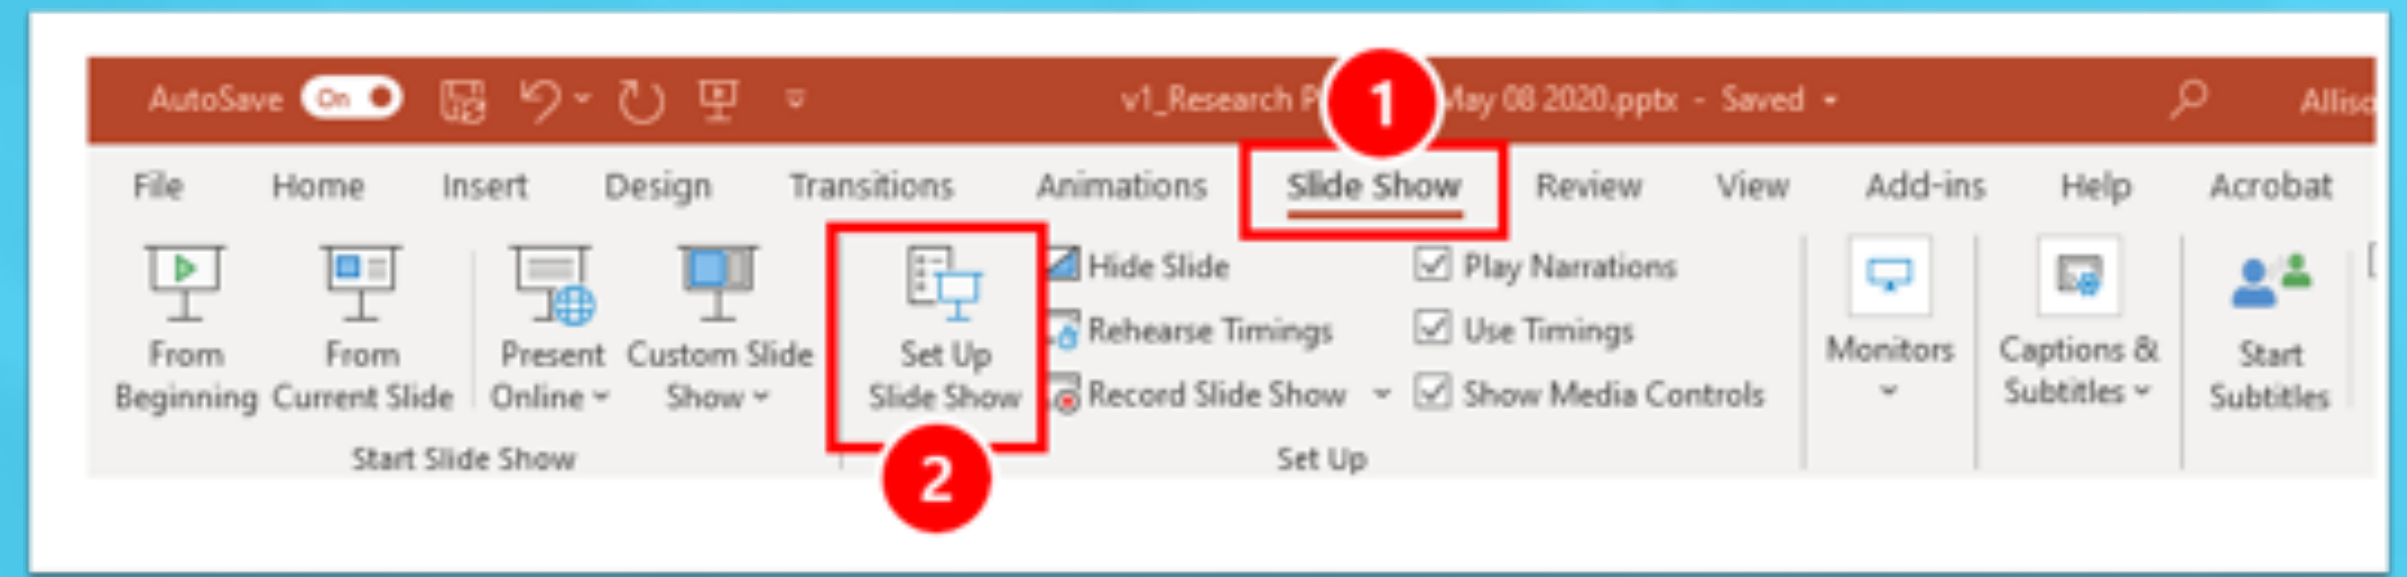 AutoSave On v1_Research P 1 May 08 2020.pptx - Saved
File Home Insert Design Transitions Animations Slide Show Review View Add-ins Help Acrobat
From Beginning
From Current Slide
Present Online
Custom Slide Show
Start Slide Show
Set Up Slide Show
2
Hide Slide
Rehearse Timings
Record Slide Show
Play Narrations
Use Timings
Show Media Controls
Set Up
Monitors
Captions & Subtitles
Start Subtitles